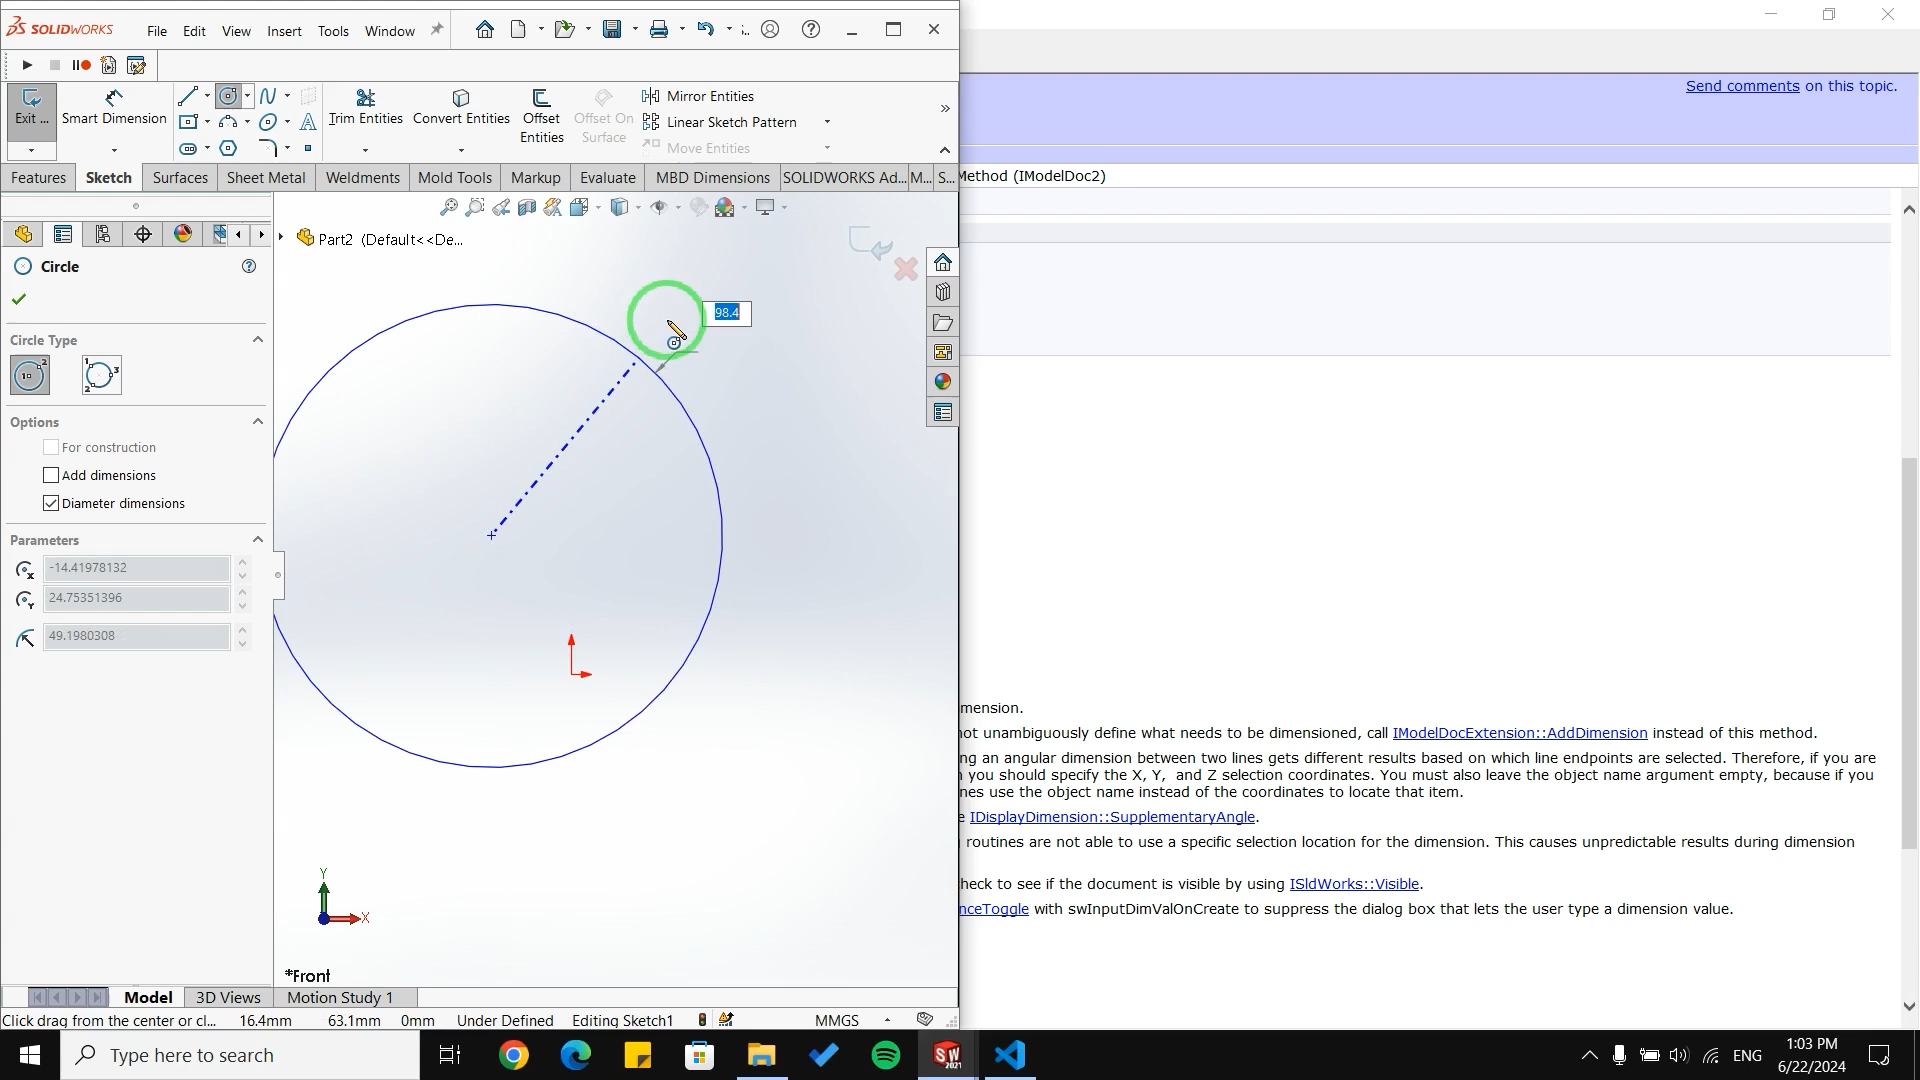 SOLIDWORKS
File Edit View Insert Tools Window
Exit ...
Smart Dimension
Trim Entities
Convert Entities
Offset Entities
Offset On Surface
Mirror Entities
Linear Sketch Pattern
Move Entities
Features Sketch Surfaces Sheet Metal Weldments Mold Tools Markup Evaluate MBD Dimensions SOLIDWORKS Ad... M... S...
Part2 (Default<<De...
Circle
Circle Type
Options
For construction
Add dimensions
Diameter dimensions
Parameters
-14.41978132
24.75351396
49.1980308
98.4
Y
X
*Front
Model 3D Views Motion Study 1
Click drag from the center or cl... 16.4mm 63.1mm 0mm Under Defined Editing Sketch1 MMGS
Send comments on this topic.
Method (IModelDoc2)
mension.
not unambiguously define what needs to be dimensioned, call IModelDocExtension::AddDimension instead of this method.
ng an angular dimension between two lines gets different results based on which line endpoints are selected. Therefore, if you are
you should specify the X, Y, and Z selection coordinates. You must also leave the object name argument empty, because if you
nes use the object name instead of the coordinates to locate that item.
e IDisplayDimension::SupplementaryAngle.
routines are not able to use a specific selection location for the dimension. This causes unpredictable results during dimension
heck to see if the document is visible by using ISldWorks::Visible.
nceToggle with swInputDimValOnCreate to suppress the dialog box that lets the user type a dimension value.
Type here to search
SW
2021
ENG
1:03 PM
6/22/2024